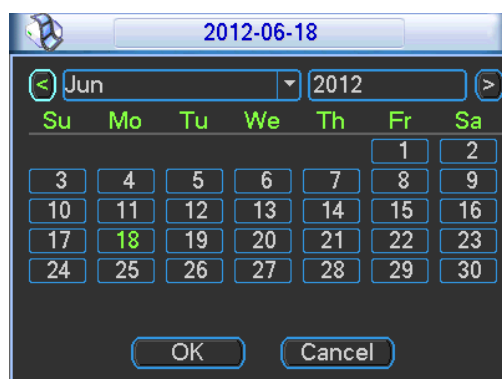 2012-06-18
< Jun 2012 >
Su Mo Tu We Th Fr Sa
1 2
3 4 5 6 7 8 9
10 11 12 13 14 15 16
17 18 19 20 21 22 23
24 25 26 27 28 29 30
OK Cancel